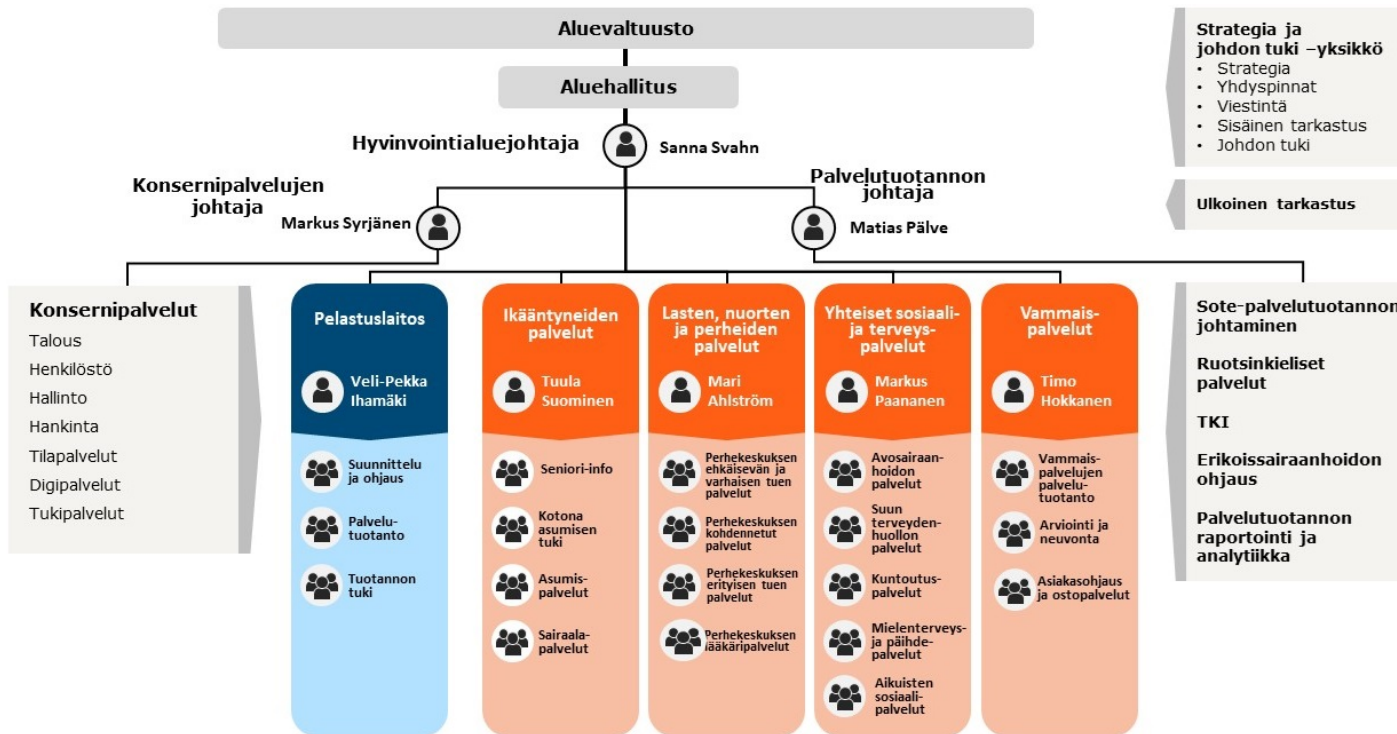 Aluevaltuusto
Aluehallitus
Hyvinvointialuejohtaja
Sanna Svahn
Konsernipalvelujen
johtaja
Markus Syrjänen
Palvelutuotannon
johtaja
Matias Pälve
Strategia ja
johdon tuki –yksikkö
• Strategia
• Yhdyspinnat
• Viestintä
• Sisäinen tarkastus
• Johdon tuki
Ulkoinen tarkastus
Konsernipalvelut
Talous
Henkilöstö
Hallinto
Hankinta
Tilapalvelut
Digipalvelut
Tukipalvelut
Pelastuslaitos
Veli-Pekka
Ihamäki
Suunnittelu
ja ohjaus
Palvelu-
tuotanto
Tuotannon
tuki
Ikääntyneiden
palvelut
Tuula
Suominen
Seniori-info
Kotona
asumisen
tuki
Asumis-
palvelut
Sairaala-
palvelut
Lasten, nuorten
ja perheiden
palvelut
Mari
Ahlström
Perhekeskuksen
ehkäisevän ja
varhaisen tuen
palvelut
Perhekeskuksen
kohdennetut
palvelut
Perhekeskuksen
erityisen tuen
palvelut
Perhekeskuksen
lääkäripalvelut
Yhteiset sosiaali-
ja terveys-
palvelut
Markus
Paananen
Avosairaan-
hoidon
palvelut
Suun
terveyden-
huollon
palvelut
Kuntoutus-
palvelut
Mielenterveys-
ja päihde-
palvelut
Aikuisten
sosiaali-
palvelut
Vammais-
palvelut
Timo
Hokkanen
Vammais-
palvelujen
palvelu-
tuotanto
Arviointi ja
neuvonta
Asiakasohjaus
ja ostopalvelut
Sote-palvelutuotannon
johtaminen
Ruotsinkieliset
palvelut
TKI
Erikoissairaanhoidon
ohjaus
Palvelutuotannon
raportointi ja
analytiikka